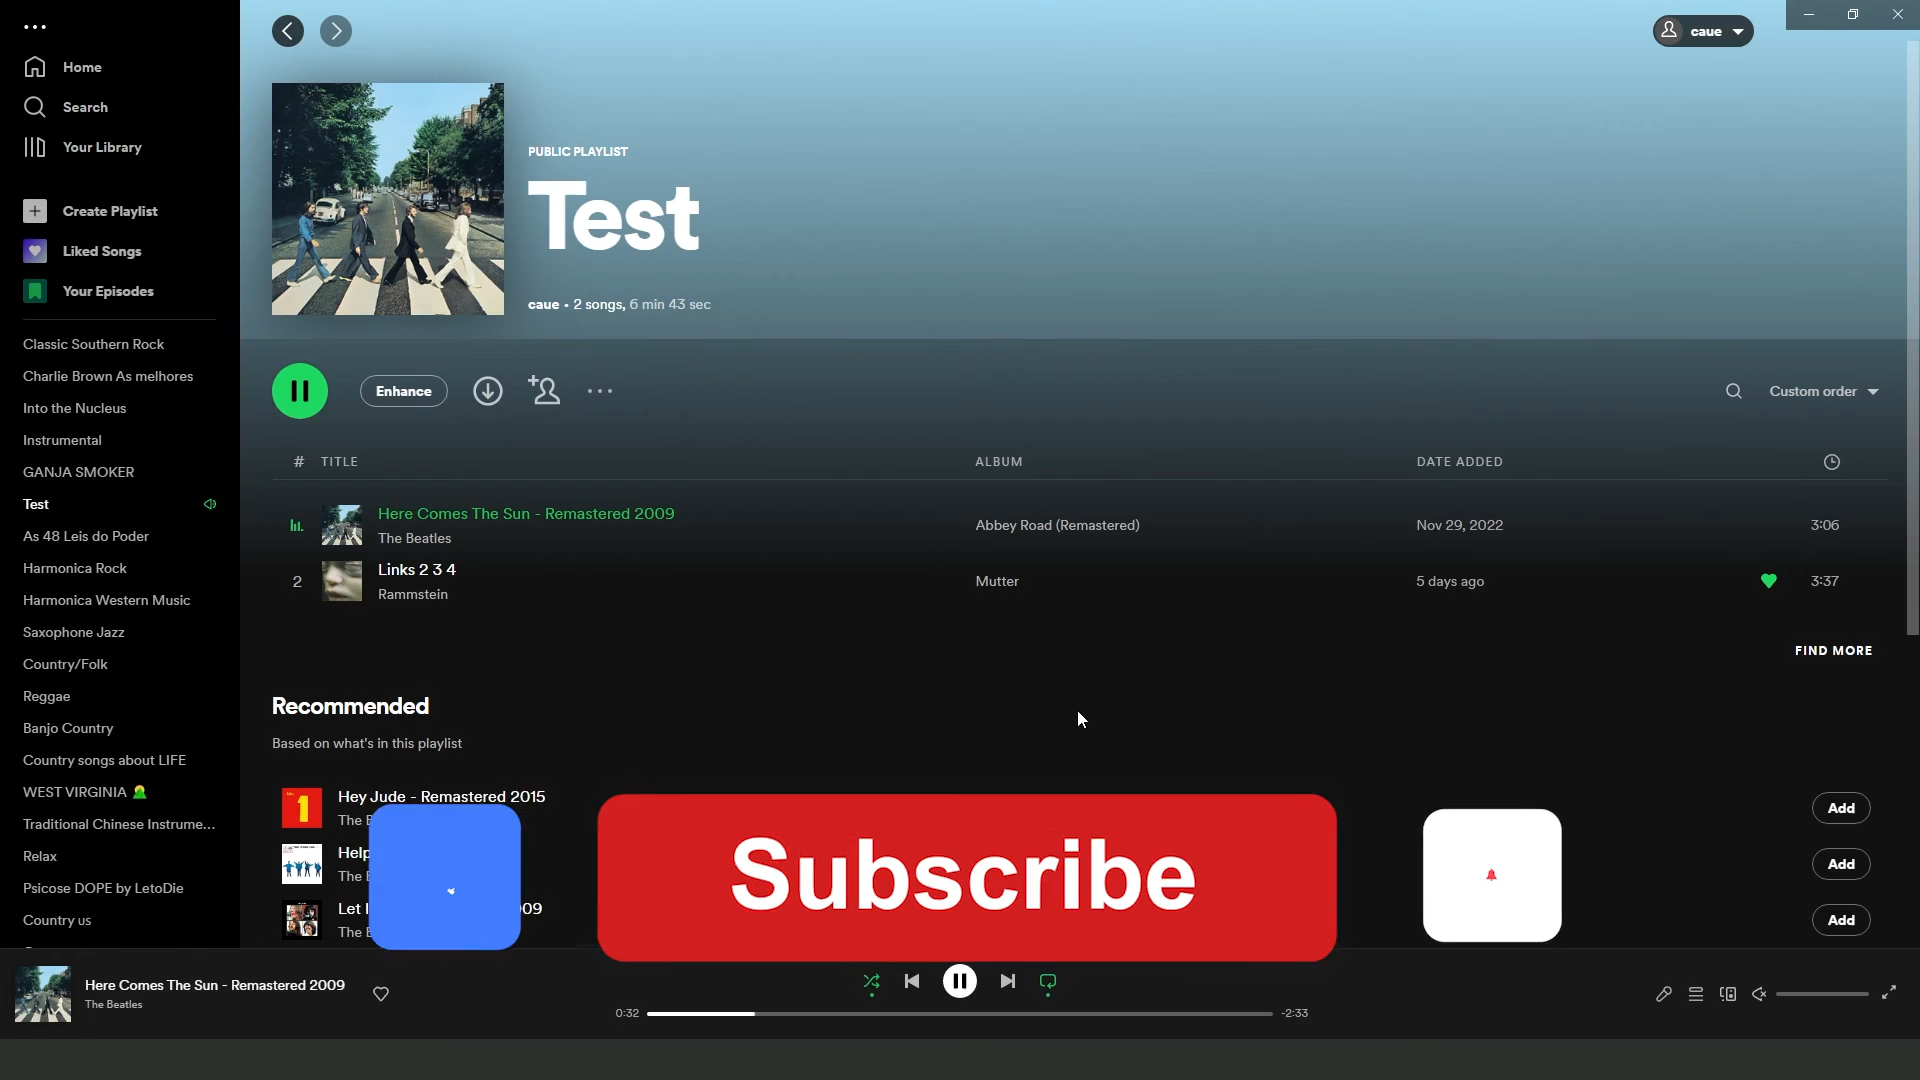 Home
Search
Your Library
Create Playlist
Liked Songs
Your Episodes
Classic Southern Rock
Charlie Brown As melhores
Into the Nucleus
Instrumental
GANJA SMOKER
Test
As 48 Leis do Poder
Harmonica Rock
Harmonica Western Music
Saxophone Jazz
Country/Folk
Reggae
Banjo Country
Country songs about LIFE
WEST VIRGINIA
Traditional Chinese Instrume...
Relax
Psicose DOPE by LetoDie
Country us
caue
PUBLIC PLAYLIST
Test
caue • 2 songs, 6 min 43 sec
Enhance
Custom order
# TITLE ALBUM DATE ADDED
Here Comes The Sun - Remastered 2009
The Beatles
Abbey Road (Remastered) Nov 29, 2022 3:06
2 Links 2 3 4
Rammstein
Mutter 5 days ago 3:37
FIND MORE
Recommended
Based on what's in this playlist
1
Hey Jude - Remastered 2015
The
Add
Help
The
Add
Let
09
The
Add
Subscribe
Here Comes The Sun - Remastered 2009
The Beatles
0:32 -2:33